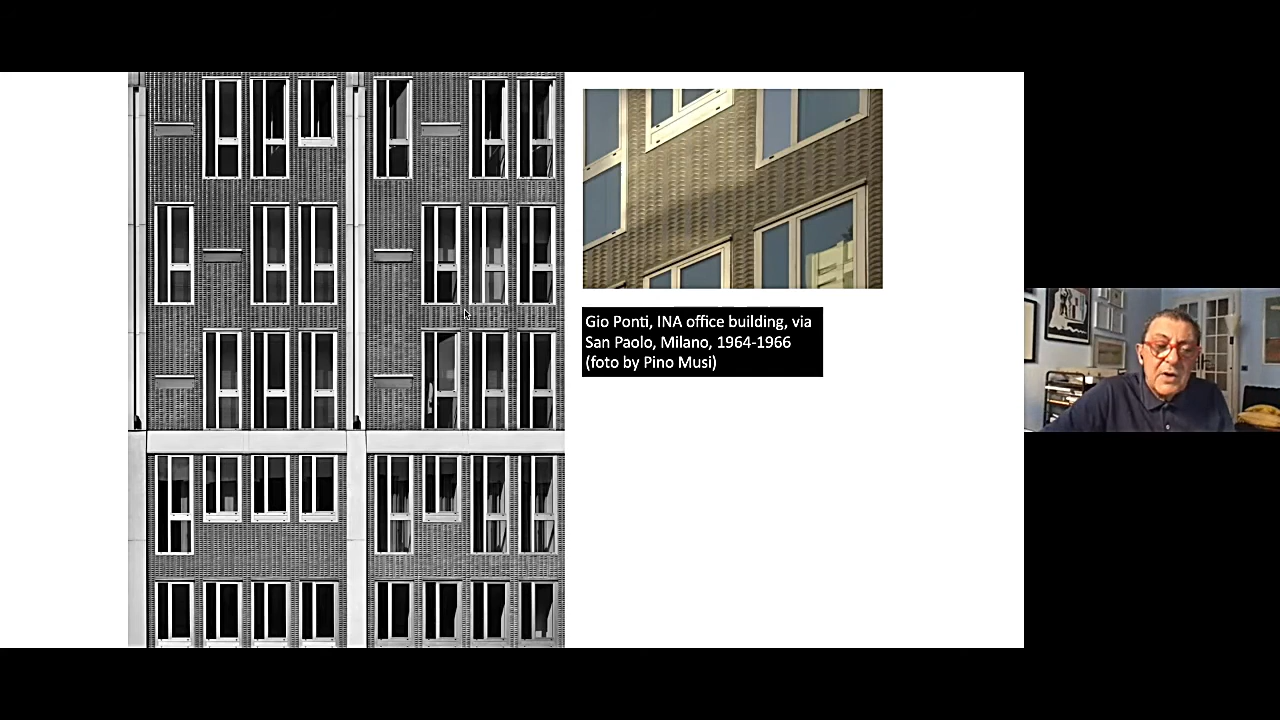 Gio Ponti, INA office building, via
San Paolo, Milano, 1964-1966
(foto by Pino Musi)